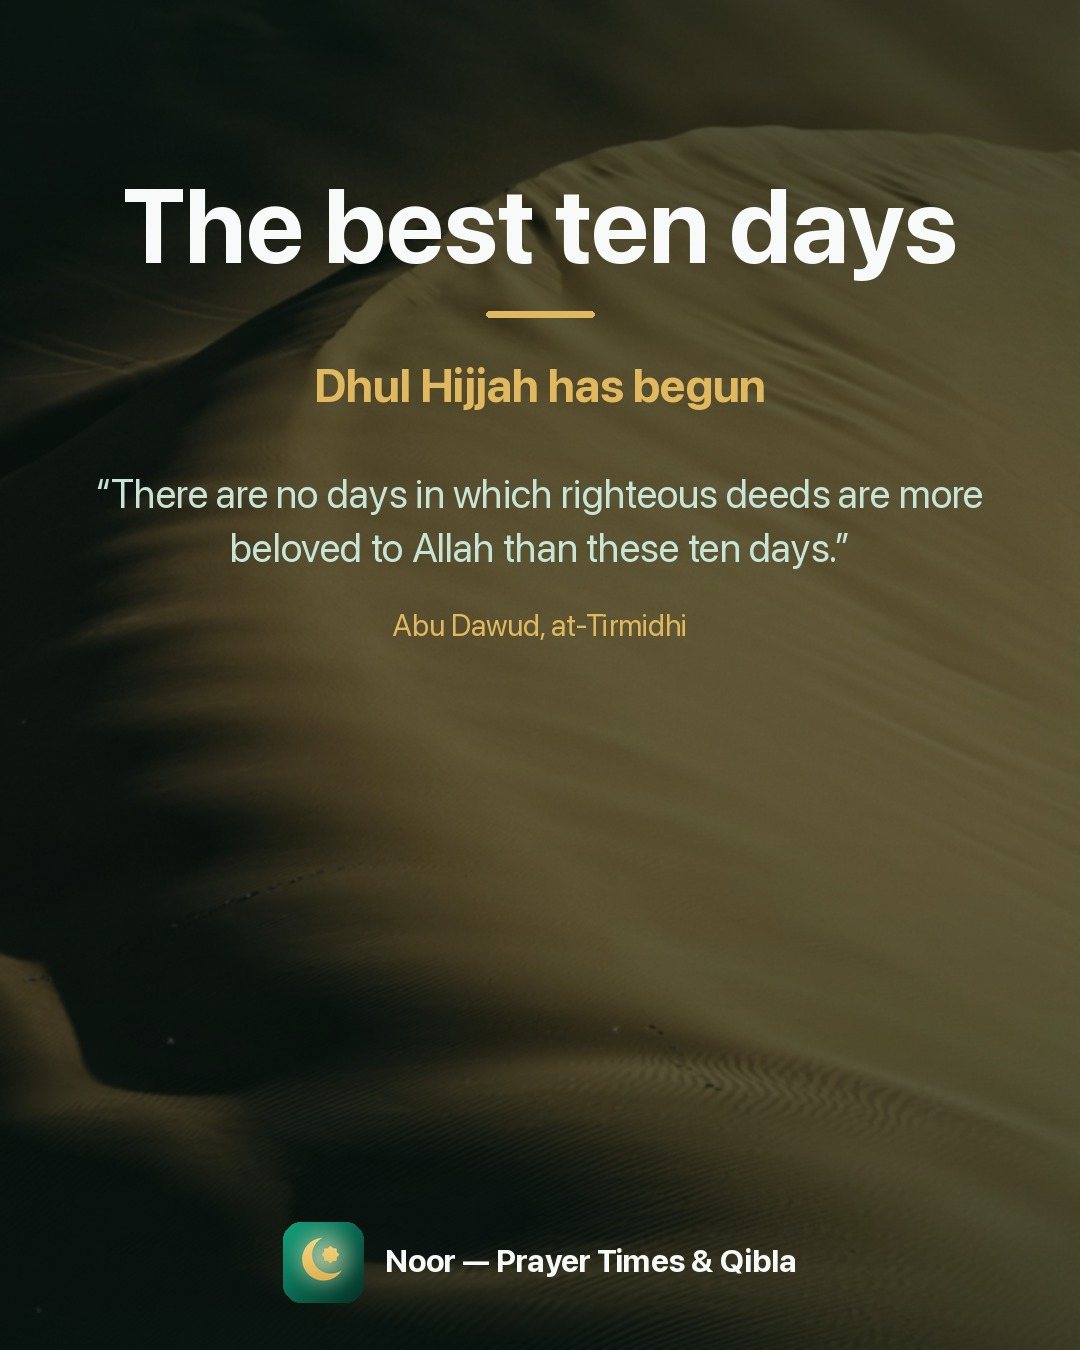 The best ten days
Dhul Hijjah has begun
“There are no days in which righteous deeds are more
beloved to Allah than these ten days.”
Abu Dawud, at-Tirmidhi
Noor — Prayer Times & Qibla